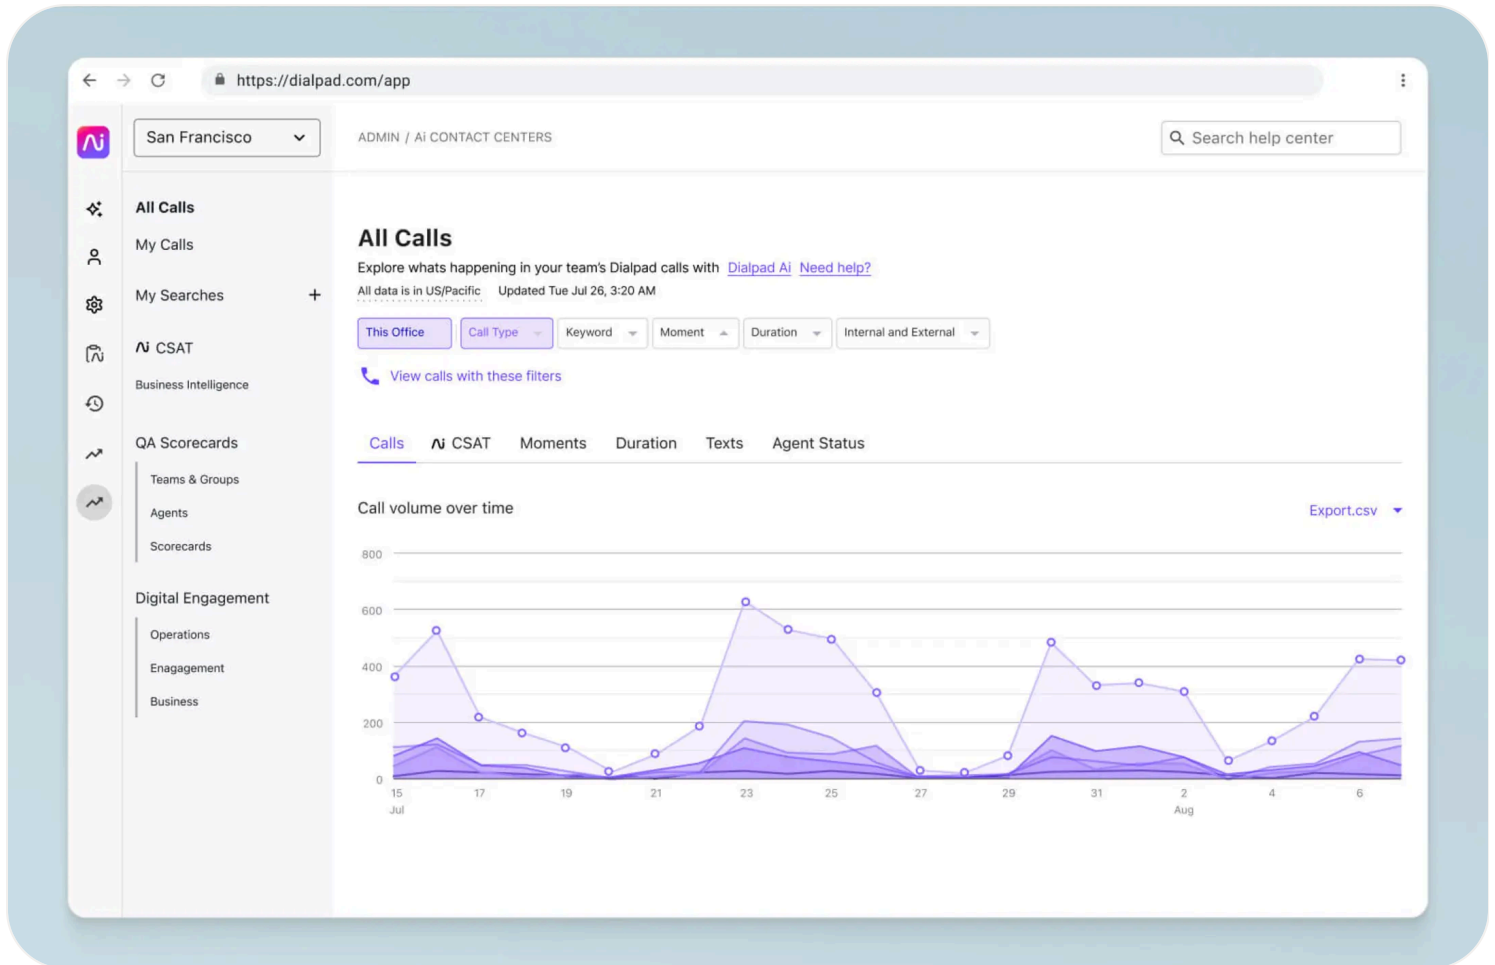 https://dialpad.com/app
San Francisco
ADMIN / Ai CONTACT CENTERS
Search help center
All Calls
My Calls
My Searches +
Ai CSAT
Business Intelligence
QA Scorecards
Teams & Groups
Agents
Scorecards
Digital Engagement
Operations
Enagagement
Business
All Calls
Explore whats happening in your team's Dialpad calls with Dialpad Ai Need help?
All data is in US/Pacific Updated Tue Jul 26, 3:20 AM
This Office Call Type Keyword Moment Duration Internal and External
View calls with these filters
Calls Ai CSAT Moments Duration Texts Agent Status
Call volume over time
Export.csv
800
600
400
200
0
15 17 19 21 23 25 27 29 31 2 4 6
Jul Aug